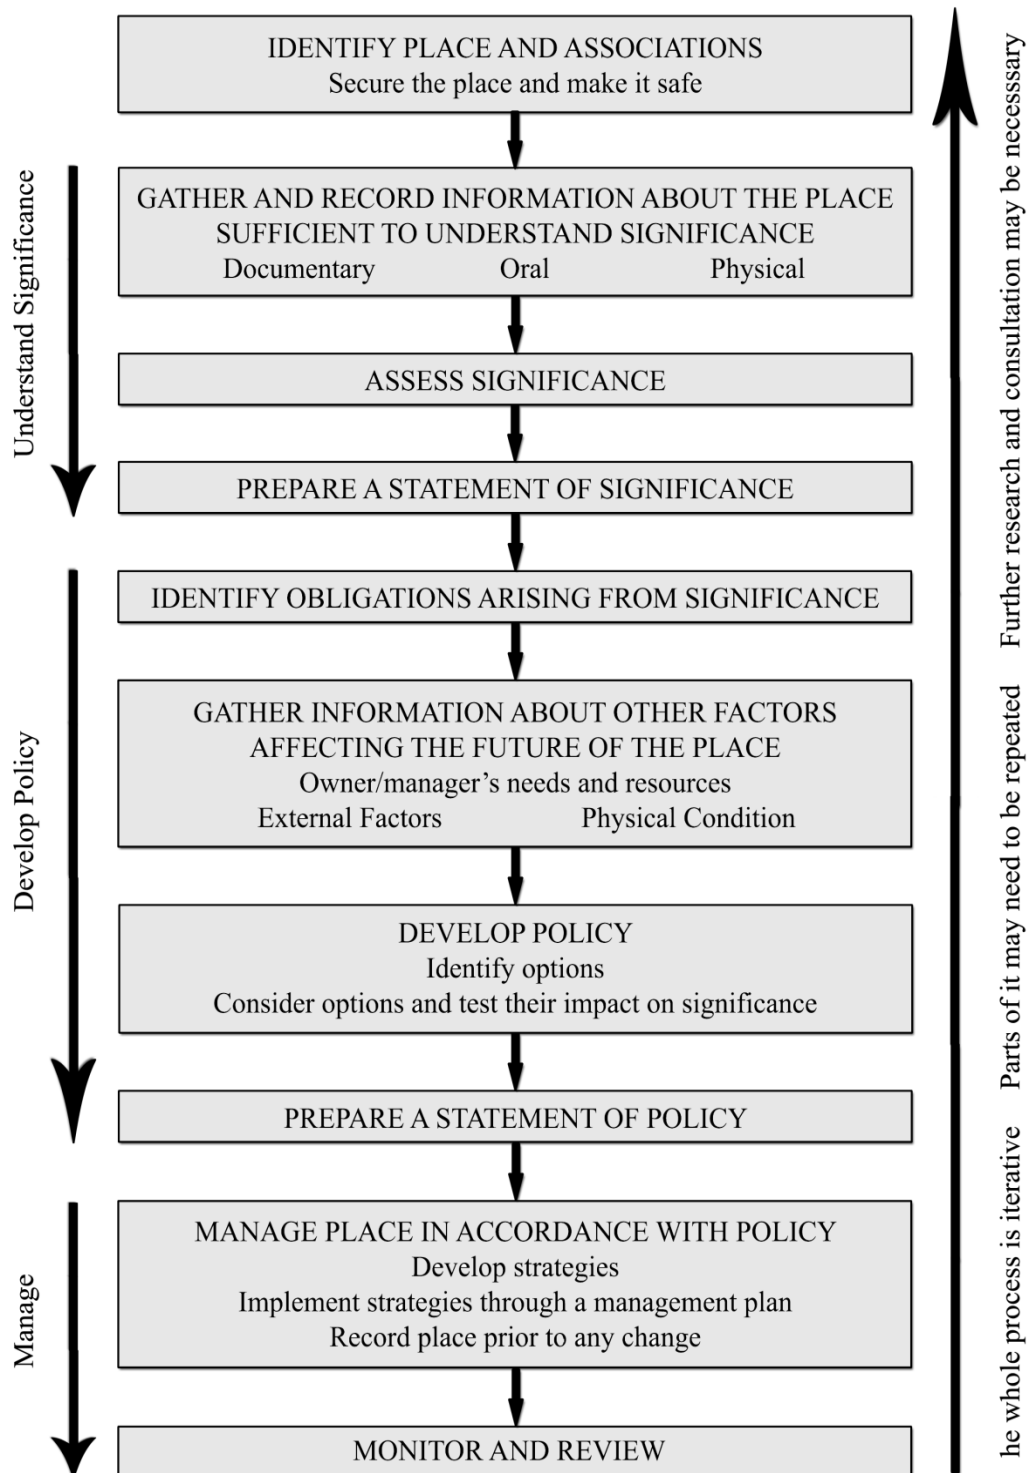 IDENTIFY PLACE AND ASSOCIATIONS
Secure the place and make it safe
Understand Significance
GATHER AND RECORD INFORMATION ABOUT THE PLACE
SUFFICIENT TO UNDERSTAND SIGNIFICANCE
Documentary Oral Physical
ASSESS SIGNIFICANCE
PREPARE A STATEMENT OF SIGNIFICANCE
Develop Policy
IDENTIFY OBLIGATIONS ARISING FROM SIGNIFICANCE
GATHER INFORMATION ABOUT OTHER FACTORS
AFFECTING THE FUTURE OF THE PLACE
Owner/manager's needs and resources
External Factors Physical Condition
DEVELOP POLICY
Identify options
Consider options and test their impact on significance
PREPARE A STATEMENT OF POLICY
Manage
MANAGE PLACE IN ACCORDANCE WITH POLICY
Develop strategies
Implement strategies through a management plan
Record place prior to any change
MONITOR AND REVIEW
he whole process is iterative Parts of it may need to be repeated Further research and consultation may be necesssary